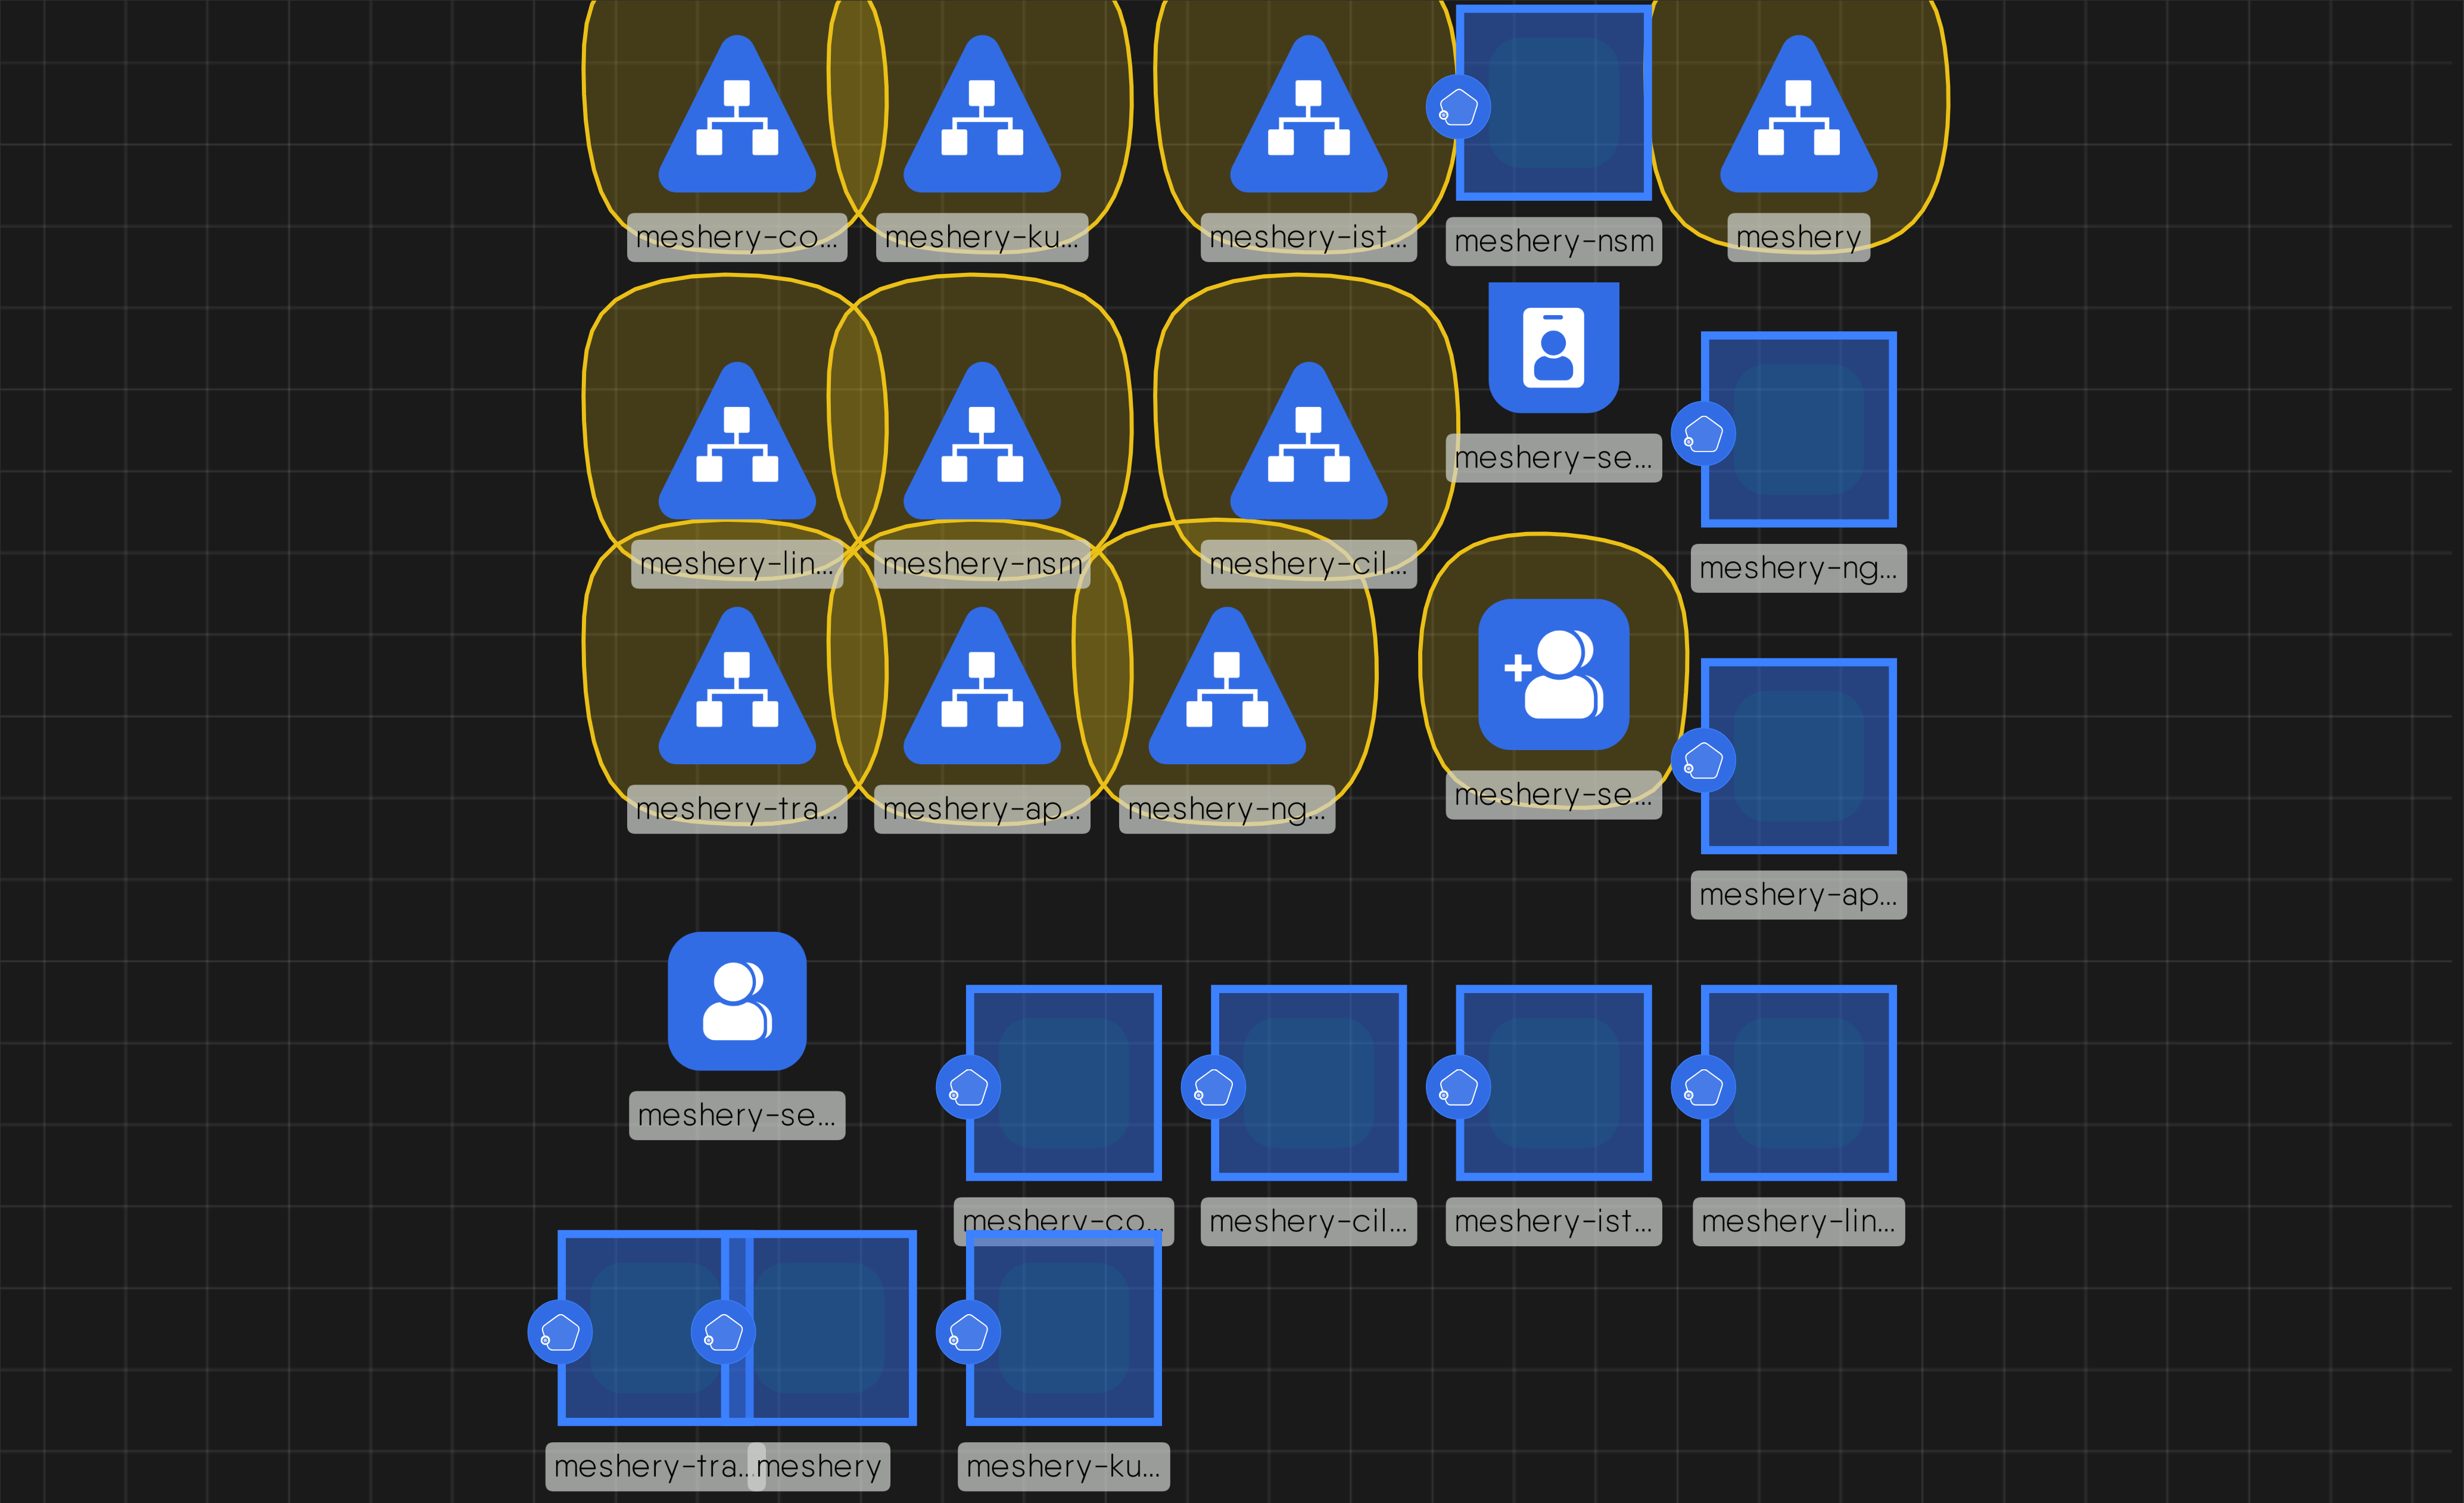 meshery-co...
meshery-ku...
meshery-ist...
meshery-nsm
meshery
meshery-se...
meshery-lin...
meshery-nsm
meshery-cil...
meshery-ng...
meshery-tra...
meshery-ap...
meshery-ng...
meshery-se...
meshery-ap...
meshery-se...
meshery-co...
meshery-cil...
meshery-ist...
meshery-lin...
meshery-tra...
meshery
meshery-ku...